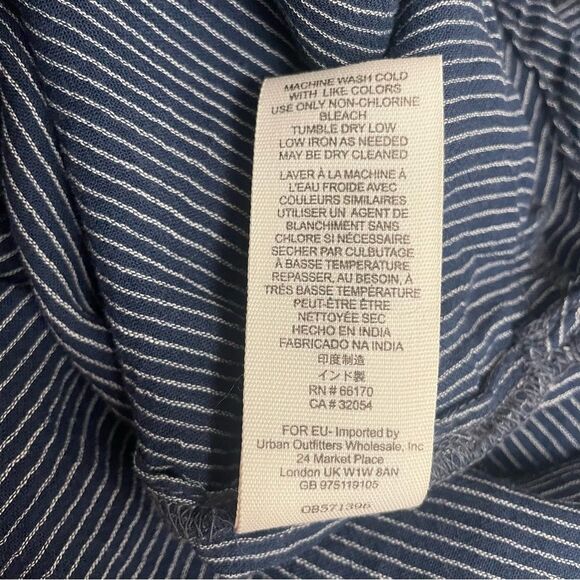 MACHINE WASH COLD
WITH LIKE COLORS
USE ONLY NON-CHLORINE
BLEACH
TUMBLE DRY LOW
LOW IRON AS NEEDED
MAY BE DRY CLEANED
LAVER À LA MACHINE À
L'EAU FROIDE AVEC
COULEURS SIMILAIRES
UTILISER UN AGENT DE
BLANCHIMENT SANS
CHLORE SI NÉCESSAIRE
SECHER PAR CULBUTAGE
À BASSE TEMPÉRATURE
REPASSER, AU BESOIN, À
TRÈS BASSE TEMPÉRATURE
PEUT-ÊTRE ÊTRE
NETTOYÉE SEC
HECHO EN INDIA
FABRICADO NA INDIA
印度制造
インド製
RN # 66170
CA # 32054
FOR EU- Imported by
Urban Outfitters Wholesale, Inc
24 Market Place
London UK W1W 8AN
GB 975119105
OB571396